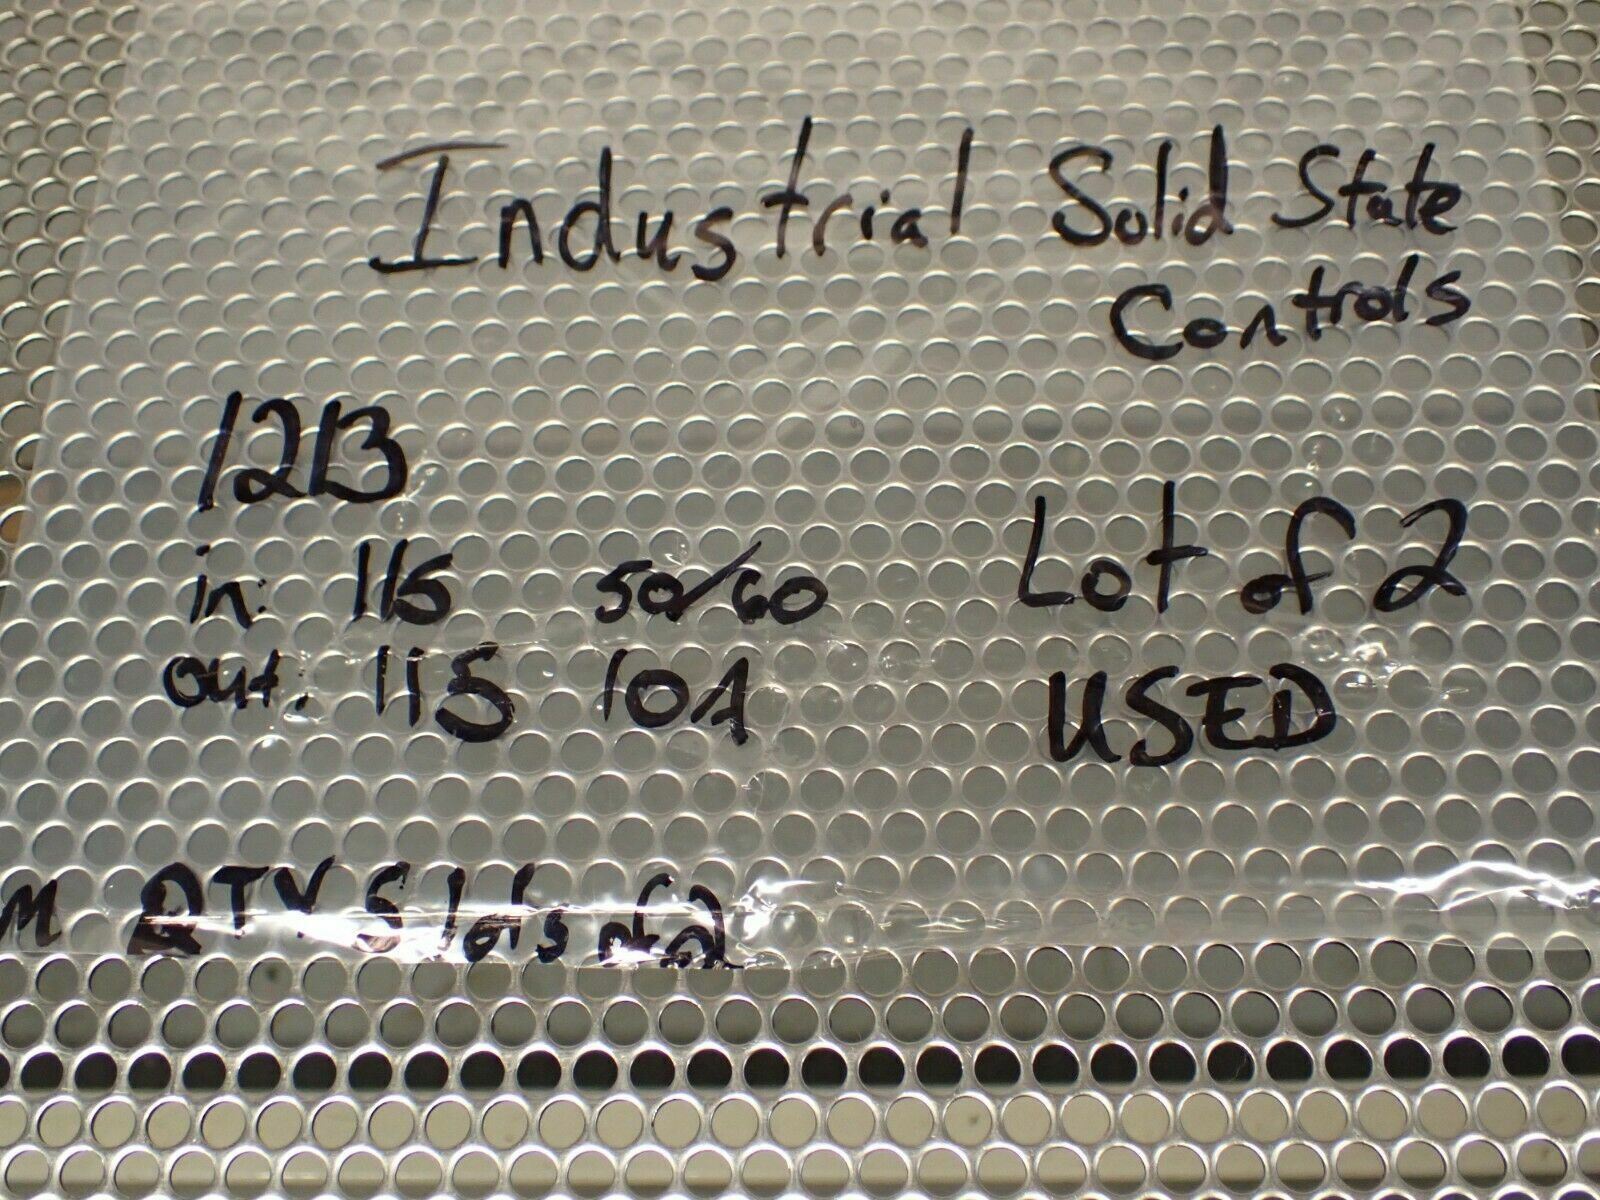 Industrial Solid State
Controls
12B
in: 115 50/60
out: 115 10A
Lot of 2
USED
M QTY 5 lots of 2